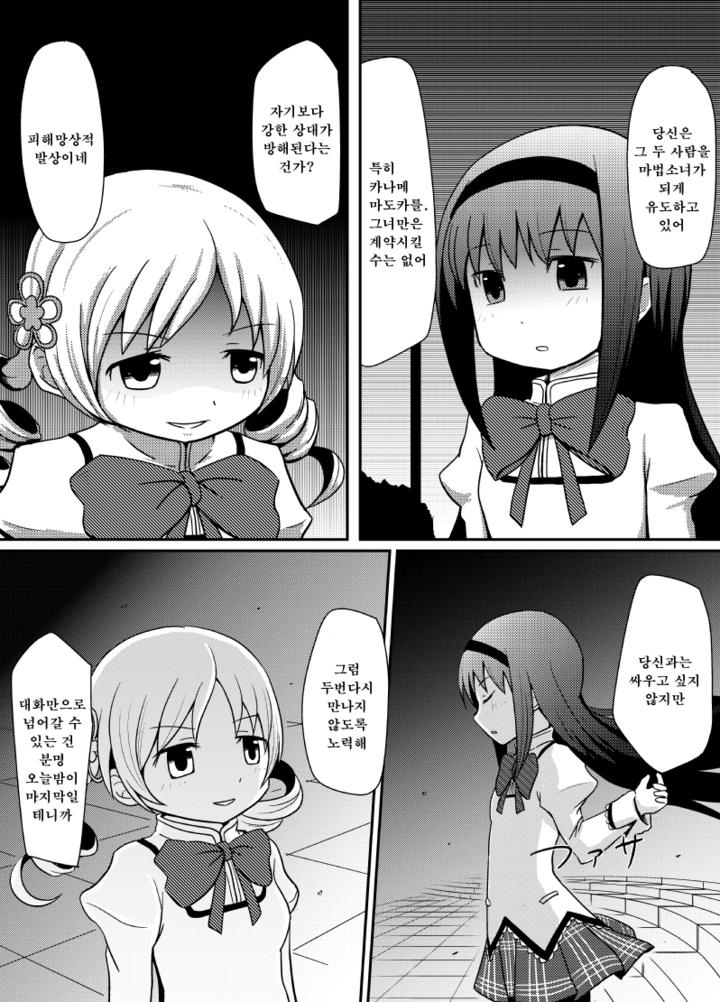 당신은
그 두 사람을
마법소녀가
되게
유도하고
있어
특히
카나메
마도카를.
그녀만은
계약시킬
수는 없어
자기보다
강한 상대가
방해된다는
건가?
피해망상적
발상이네
당신과는
싸우고 싶지
않지만
ファサ
그럼
두번다시
만나지
않도록
노력해
대화만으로
넘어갈 수
있는 건
분명
오늘밤이
마지막일
테니까